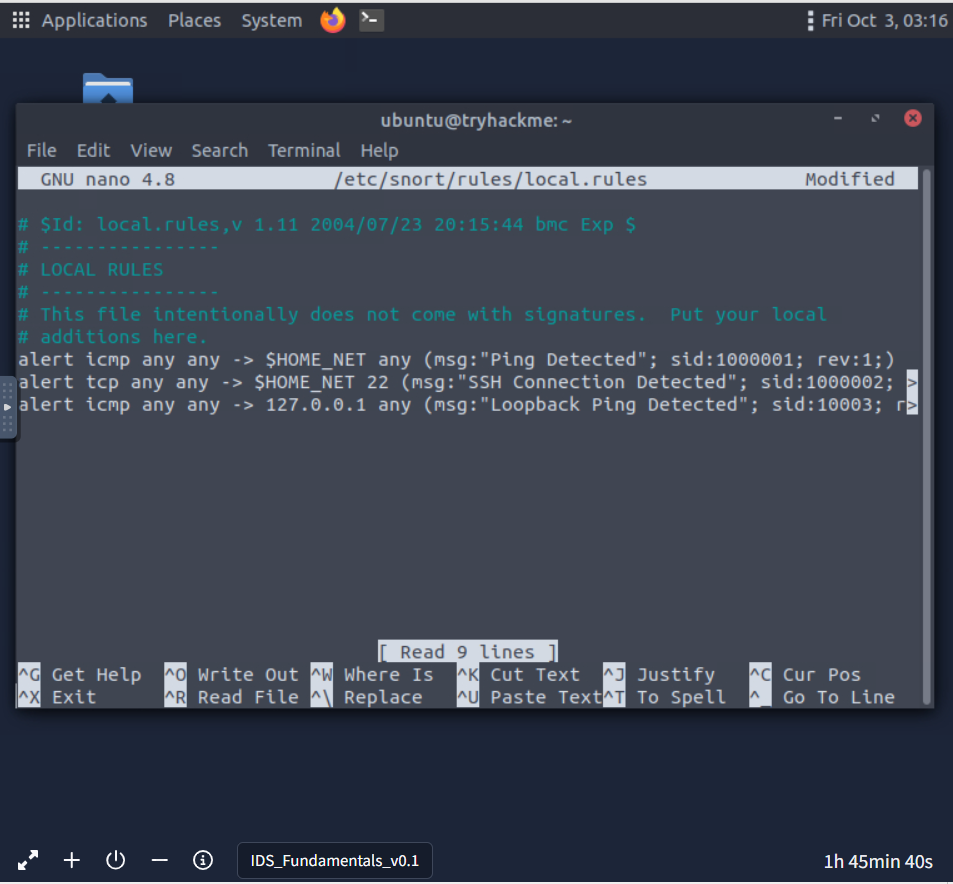 Applications Places System Fri Oct 3, 03:16
ubuntu@tryhackme: ~
File Edit View Search Terminal Help
GNU nano 4.8 /etc/snort/rules/local.rules Modified
# $Id: local.rules,v 1.11 2004/07/23 20:15:44 bmc Exp $
# ----------------
# LOCAL RULES
# ----------------
# This file intentionally does not come with signatures.  Put your local
# additions here.
alert icmp any any -> $HOME_NET any (msg:"Ping Detected"; sid:1000001; rev:1;)
alert tcp any any -> $HOME_NET 22 (msg:"SSH Connection Detected"; sid:1000002; >
alert icmp any any -> 127.0.0.1 any (msg:"Loopback Ping Detected"; sid:10003; r>
[ Read 9 lines ]
^G Get Help ^O Write Out ^W Where Is ^K Cut Text ^J Justify ^C Cur Pos
^X Exit ^R Read File ^\ Replace ^U Paste Text ^T To Spell ^_ Go To Line
IDS_Fundamentals_v0.1 1h 45min 40s